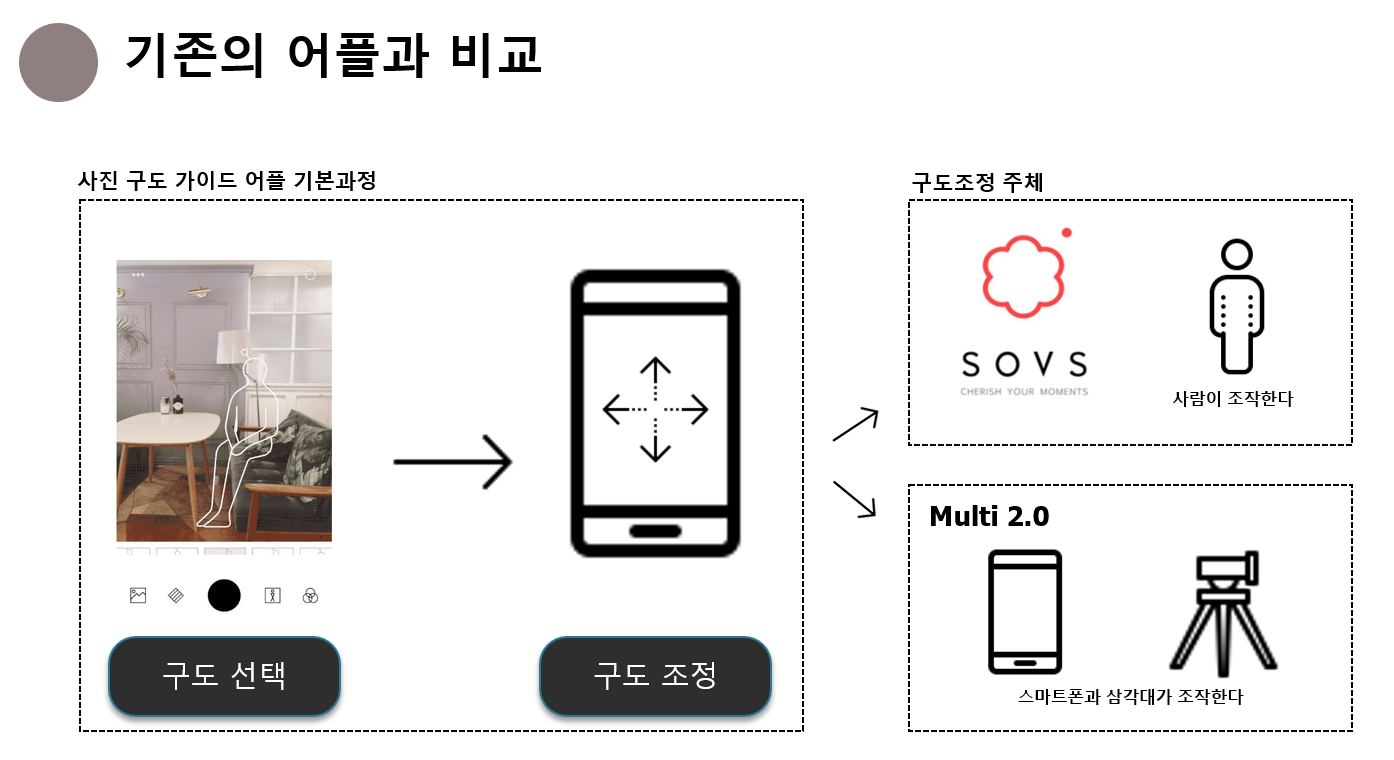 기존의 어플과 비교
사진 구도 가이드 어플 기본과정
구도 선택
구도 조정
구도조정 주체
SOVS
CHERISH YOUR MOMENTS
사람이 조작한다
Multi 2.0
스마트폰과 삼각대가 조작한다